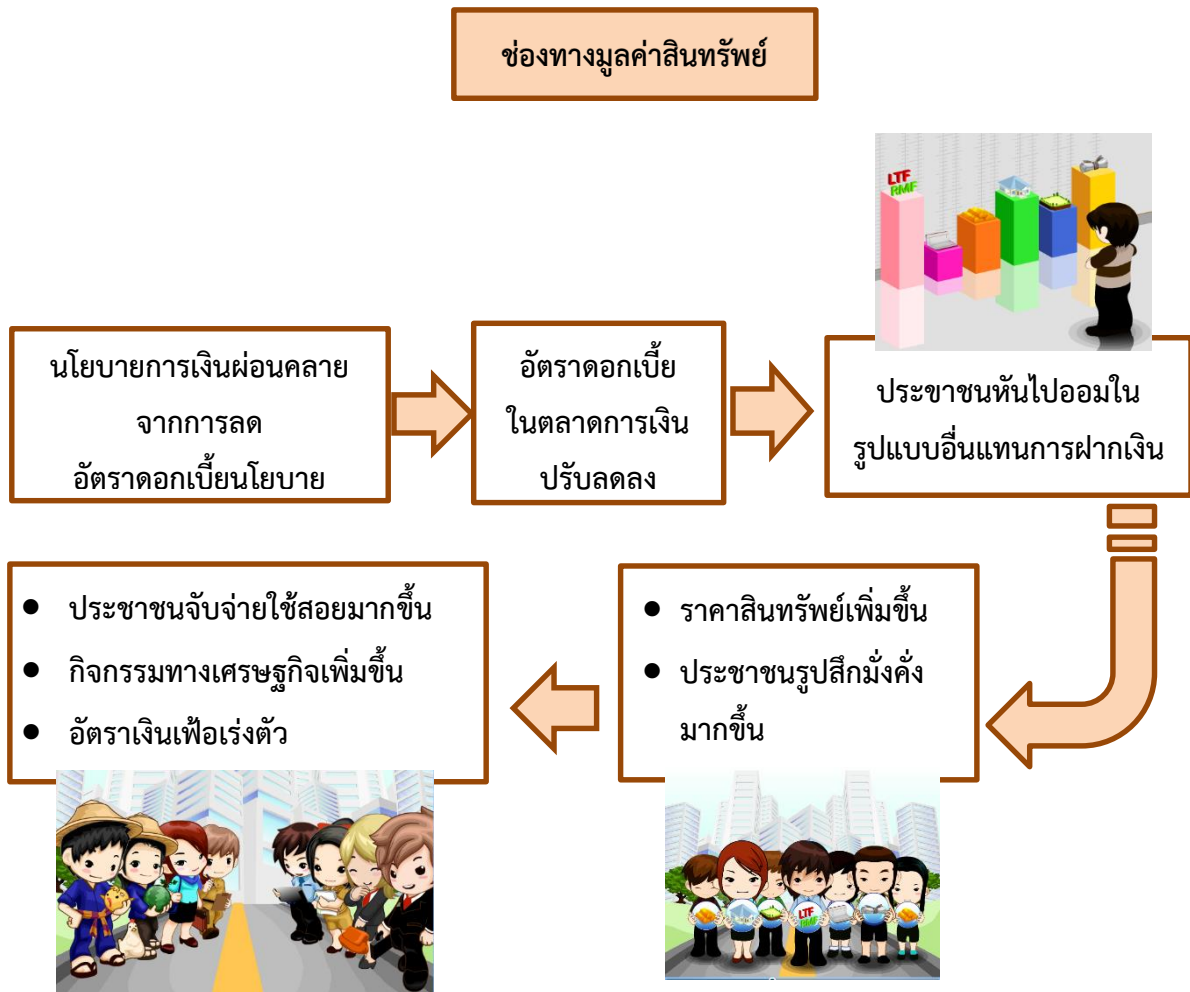 ช่องทางมูลค่าสินทรัพย์
LTF
RMF
นโยบายการเงินผ่อนคลาย
จากการลด
อัตราดอกเบี้ยนโยบาย
อัตราดอกเบี้ย
ในตลาดการเงิน
ปรับลดลง
ประขาชนหันไปออมใน
รูปแบบอื่นแทนการฝากเงิน
● ราคาสินทรัพย์เพิ่มขึ้น
● ประชาชนรูปสึกมั่งคั่ง
มากขึ้น
● ประชาชนจับจ่ายใช้สอยมากขึ้น
● กิจกรรมทางเศรษฐกิจเพิ่มขึ้น
● อัตราเงินเฟ้อเร่งตัว
LTF
RMF